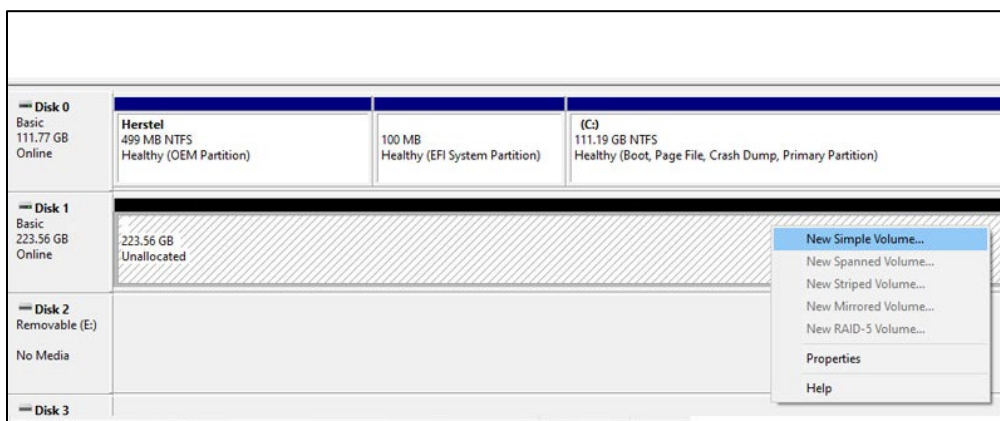 Disk 0
Basic
111.77 GB
Online
Herstel
499 MB NTFS
Healthy (OEM Partition)
100 MB
Healthy (EFI System Partition)
(C:)
111.19 GB NTFS
Healthy (Boot, Page File, Crash Dump, Primary Partition)
Disk 1
Basic
223.56 GB
Online
223.56 GB
Unallocated
New Simple Volume...
New Spanned Volume...
New Striped Volume...
New Mirrored Volume...
New RAID-5 Volume...
Properties
Help
Disk 2
Removable (E:)
No Media
Disk 3